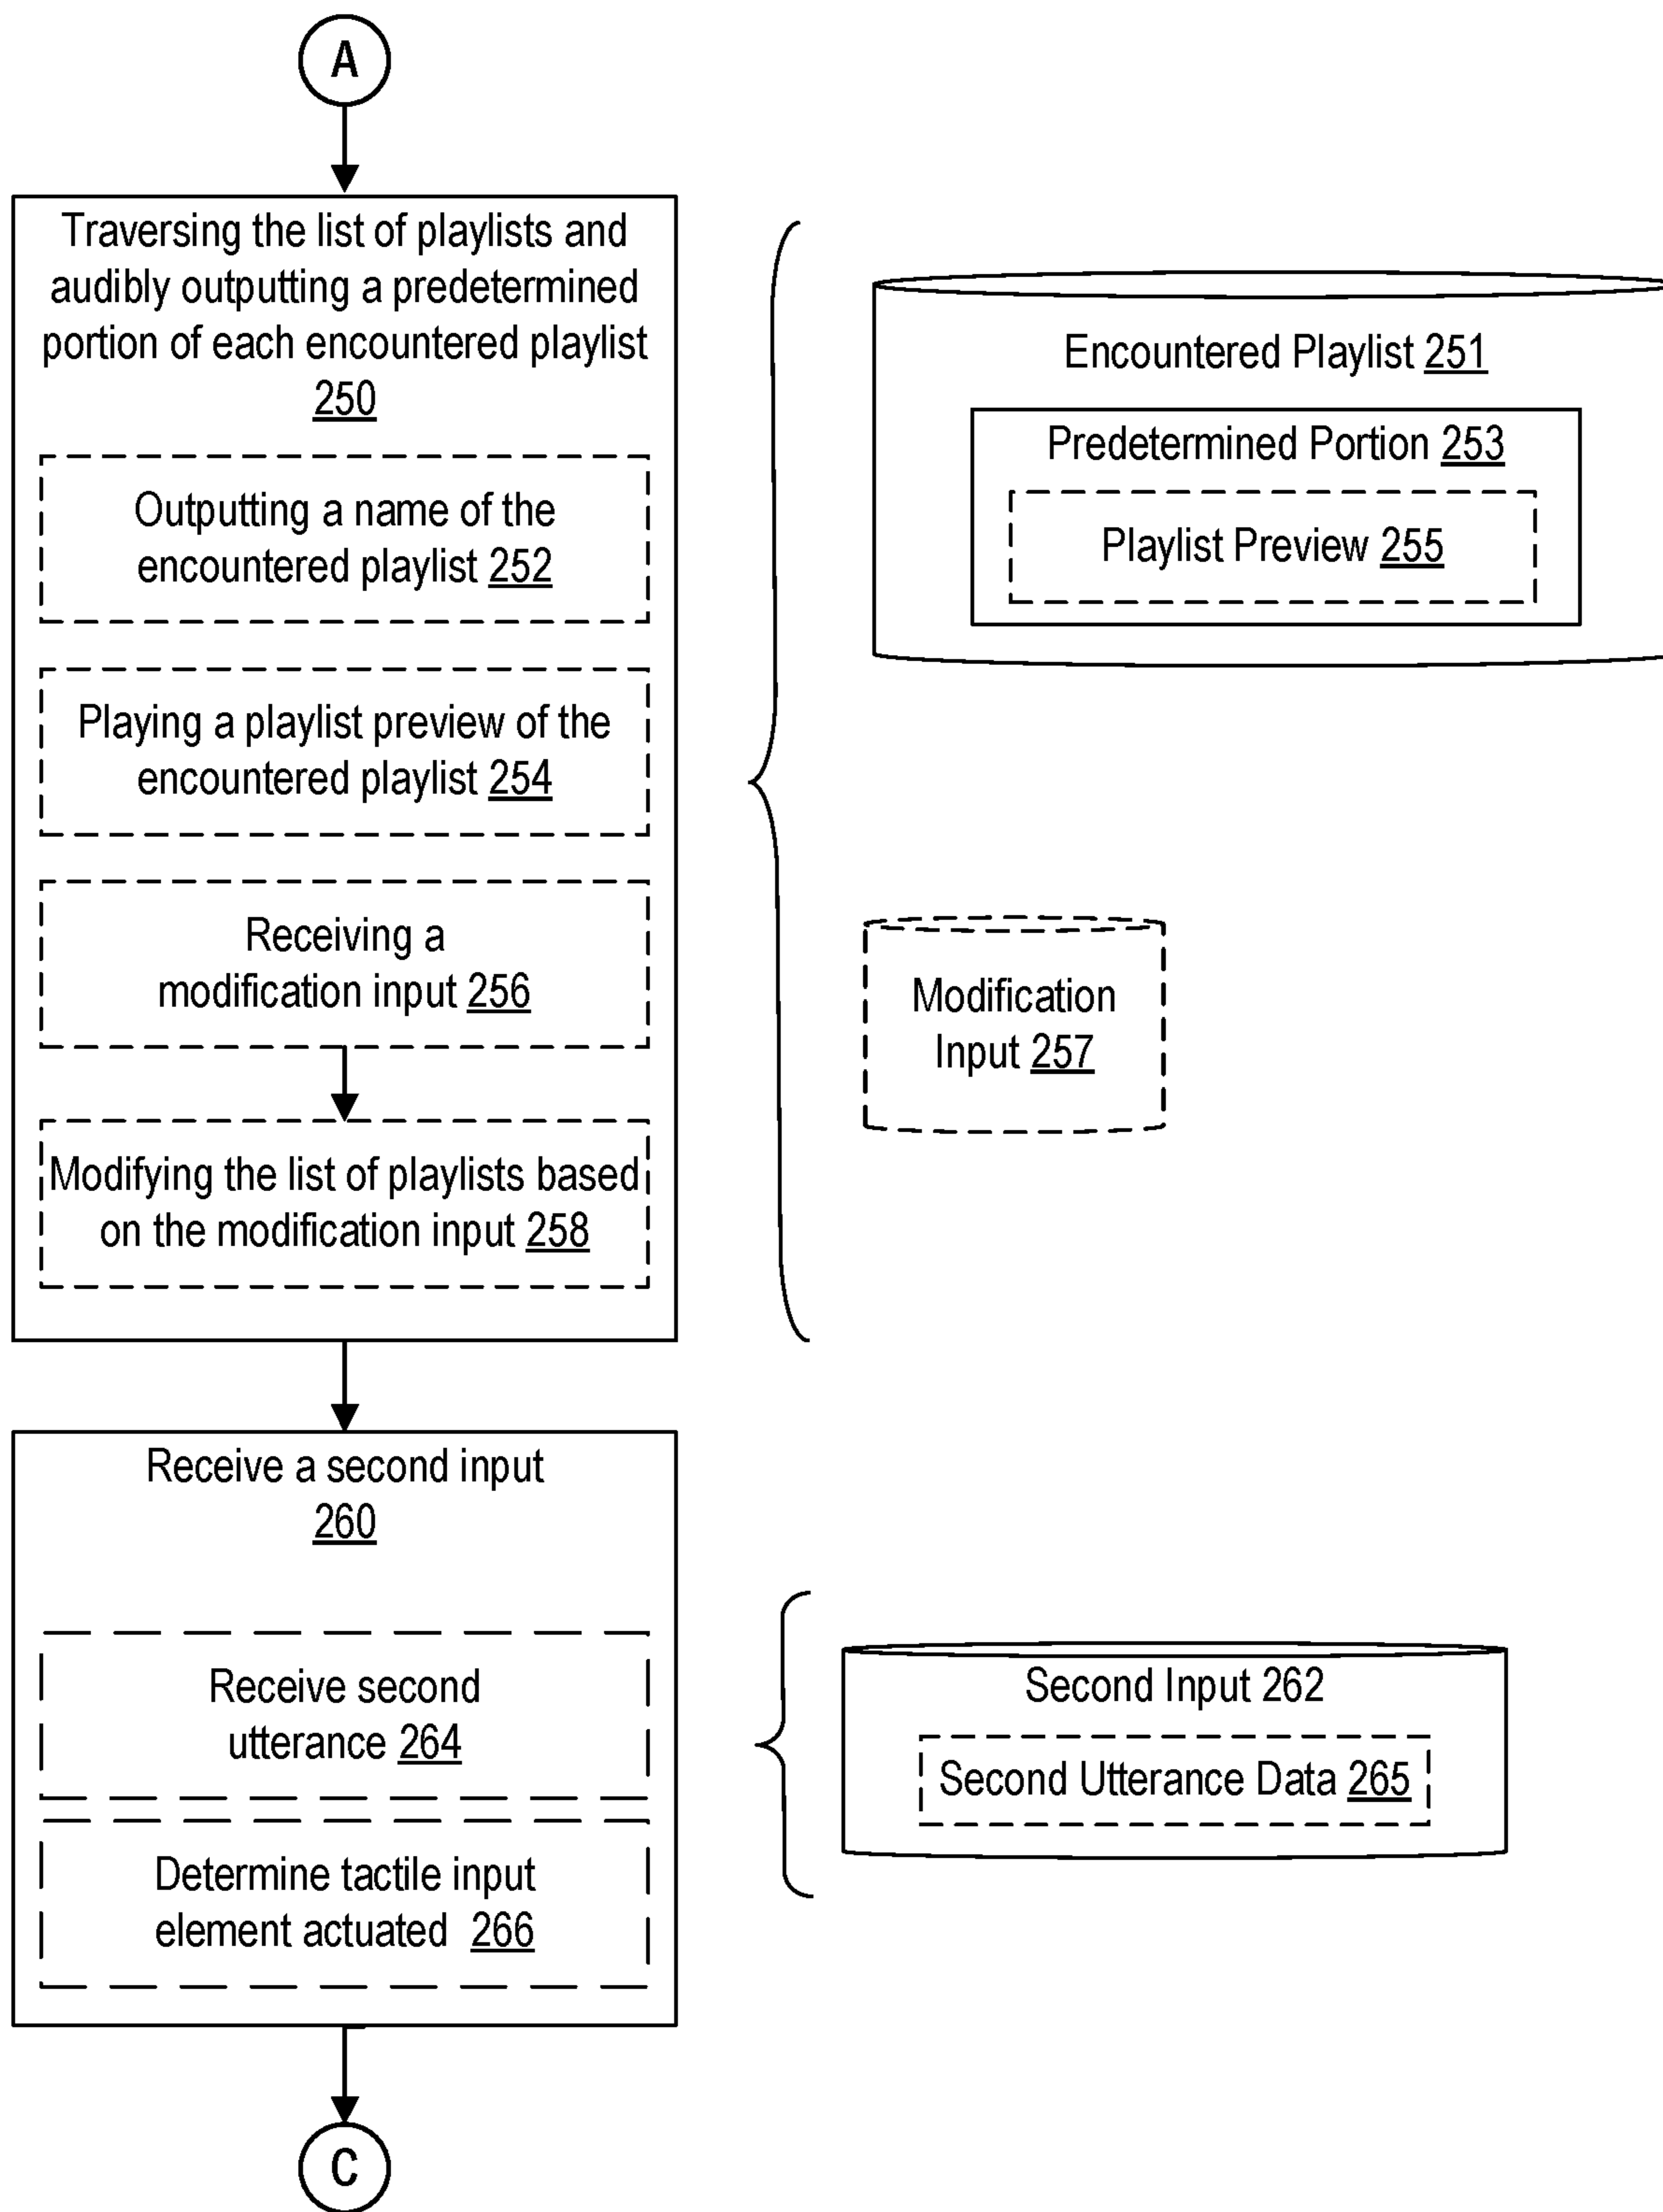 A
Traversing the list of playlists and
audibly outputting a predetermined
portion of each encountered playlist
250
Outputting a name of the
encountered playlist 252
Playing a playlist preview of the
encountered playlist 254
Receiving a
modification input 256
Modifying the list of playlists based
on the modification input 258
Encountered Playlist 251
Predetermined Portion 253
Playlist Preview 255
Modification
Input 257
Receive a second input
260
Receive second
utterance 264
Determine tactile input
element actuated 266
Second Input 262
Second Utterance Data 265
C